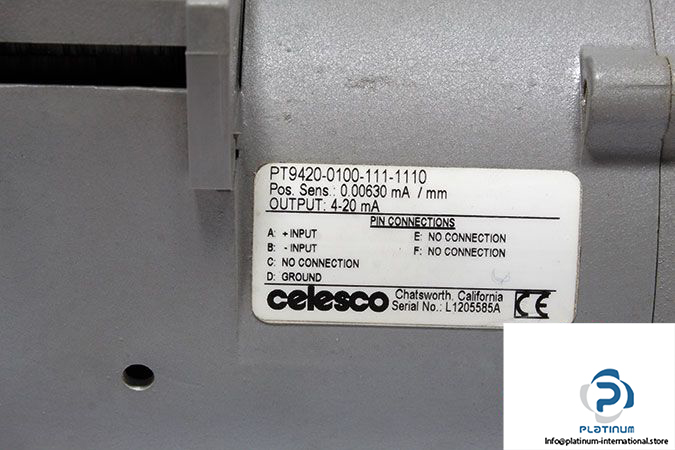 PT9420-0100-111-1110
Pos. Sens.: 0.00630 mA / mm
OUTPUT: 4-20 mA
PIN CONNECTIONS
A: + INPUT E: NO CONNECTION
B: - INPUT F: NO CONNECTION
C: NO CONNECTION
D: GROUND
celesco Chatsworth, California CE
Serial No.: L1205585A
P
PLATINUM
Info@platinum-international.store